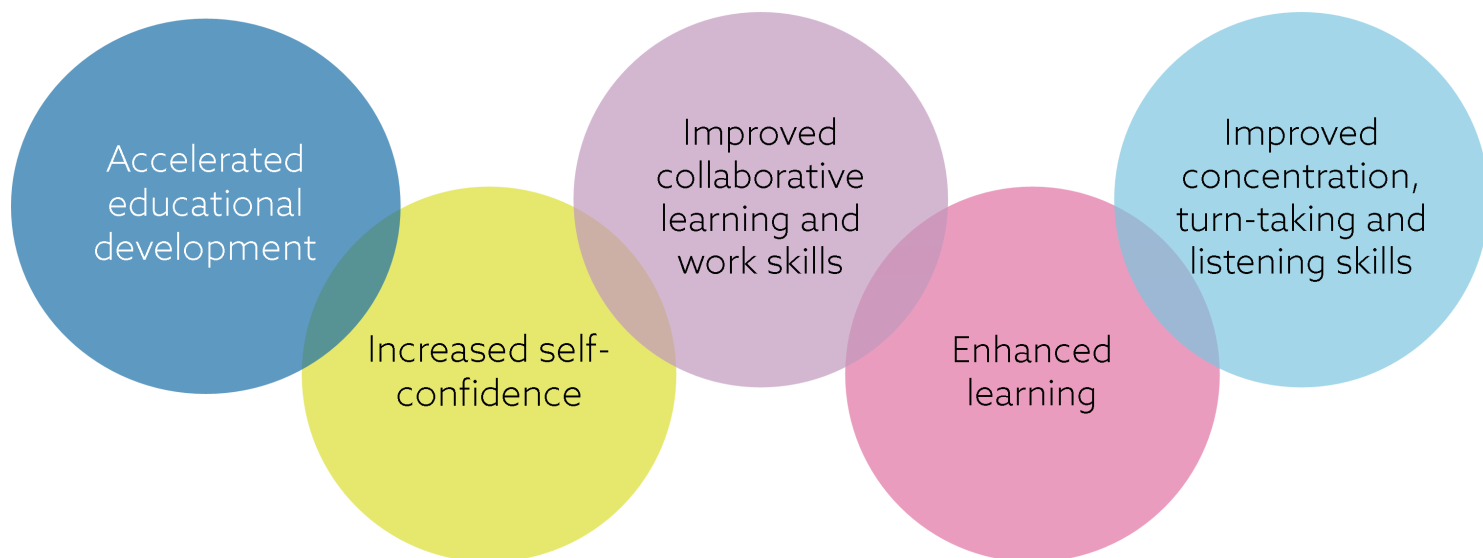 Accelerated
educational
development
Increased self-
confidence
Improved
collaborative
learning and
work skills
Enhanced
learning
Improved
concentration,
turn-taking and
listening skills